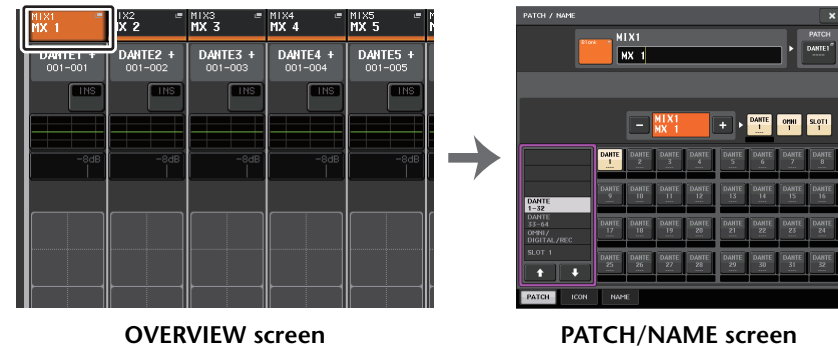 MIX1 MIX2 MIX3 MIX4 MIX5
MX 1 MX 2 MX 3 MX 4 MX 5
DANTE1 + DANTE2 + DANTE3 + DANTE4 + DANTE5 +
001-001 001-002 001-003 001-004 001-005
INS INS INS INS INS
-8dB -8dB -8dB -8dB -8dB
OVERVIEW screen
PATCH / NAME
×
MIX1
MX 1
PATCH
DANTE1
-
MIX1
MX 1
+
DANTE 1
OMNI 1
SLOT1 1
DANTE
1-32
DANTE
33-64
OMNI/
DIGITAL/REC
SLOT 1
DANTE 1 DANTE 2 DANTE 3 DANTE 4 DANTE 5 DANTE 6 DANTE 7 DANTE 8
DANTE 9 DANTE 10 DANTE 11 DANTE 12 DANTE 13 DANTE 14 DANTE 15 DANTE 16
DANTE 17 DANTE 18 DANTE 19 DANTE 20 DANTE 21 DANTE 22 DANTE 23 DANTE 24
DANTE 25 DANTE 26 DANTE 27 DANTE 28 DANTE 29 DANTE 30 DANTE 31 DANTE 32
PATCH ICON NAME
PATCH/NAME screen